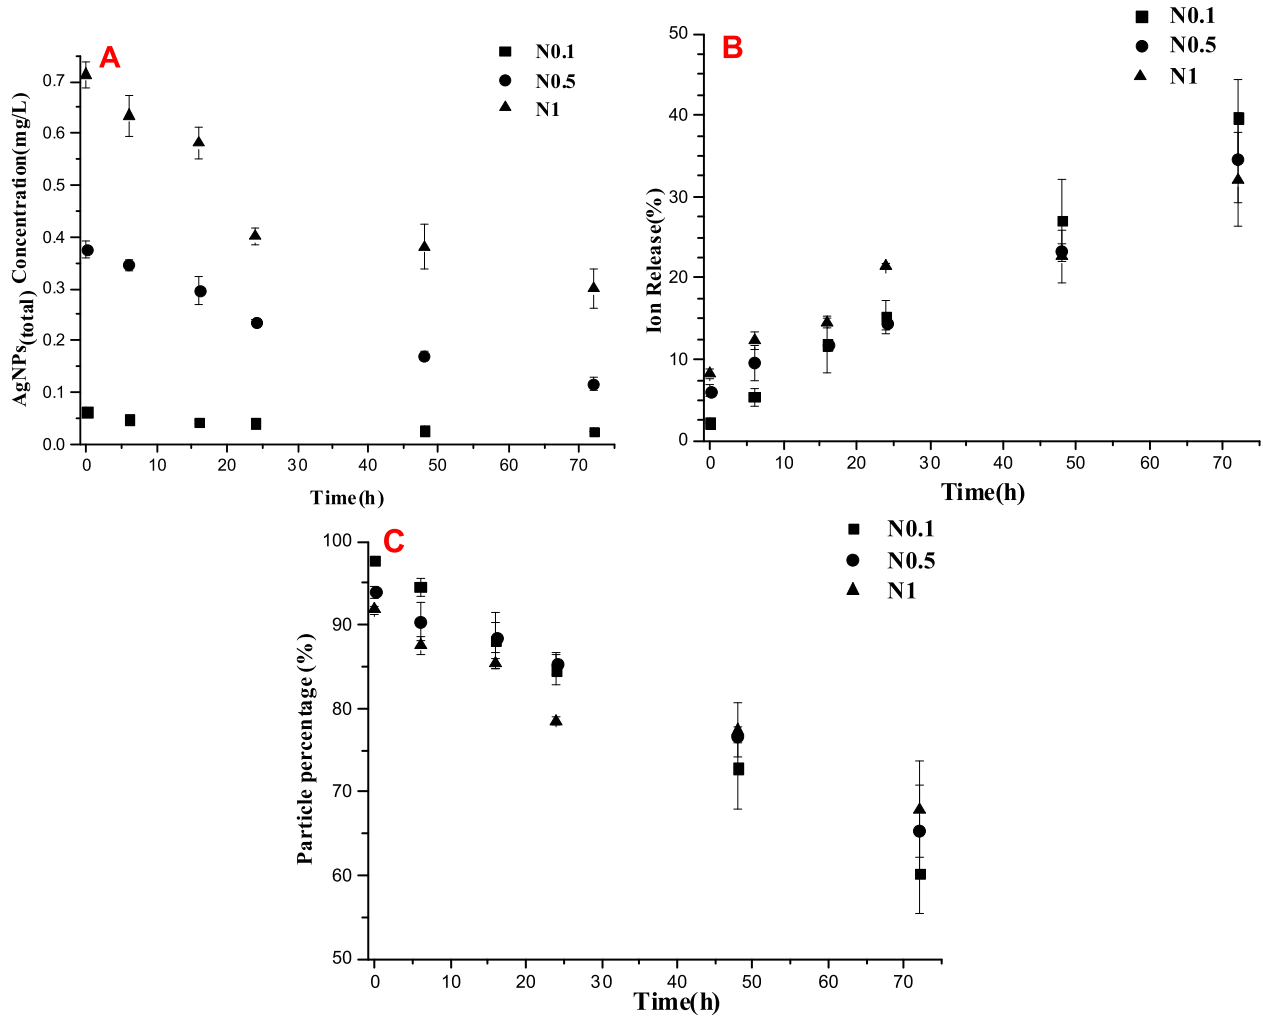 A
N0.1
N0.5
N1
AgNPs(total) Concentration(mg/L)
0.7
0.6
0.5
0.4
0.3
0.2
0.1
0.0
0 10 20 30 40 50 60 70
Time(h)
B
N0.1
N0.5
N1
Ion Release(%)
50
40
30
20
10
0
0 10 20 30 40 50 60 70
Time(h)
C
N0.1
N0.5
N1
Particle percentage (%)
100
90
80
70
60
50
0 10 20 30 40 50 60 70
Time(h)